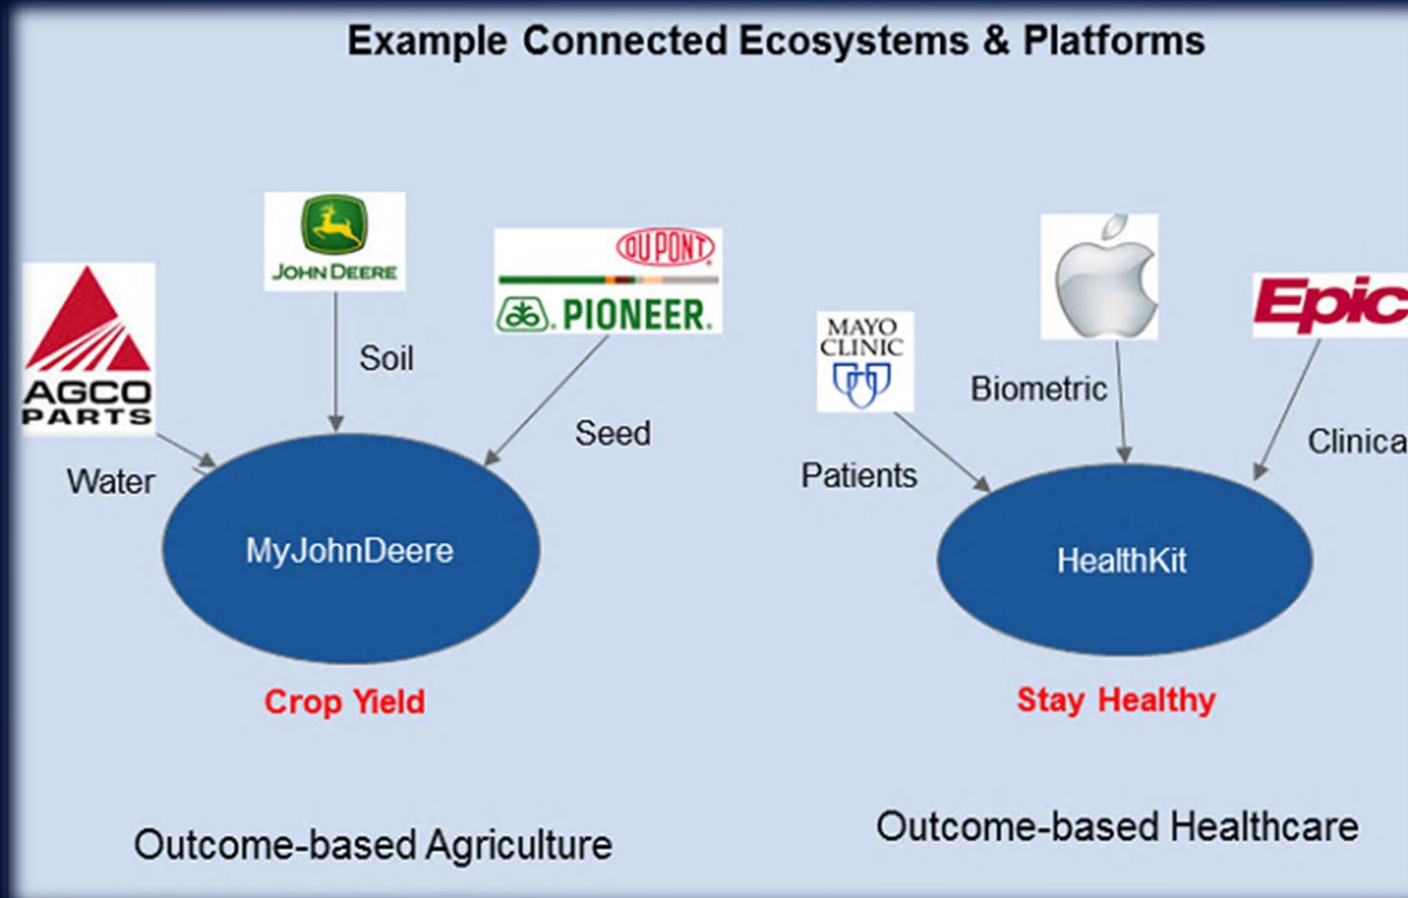 Example Connected Ecosystems & Platforms
JOHN DEERE
DU PONT
PIONEER.
AGCO
PARTS
Soil
Seed
Water
MyJohnDeere
Crop Yield
Outcome-based Agriculture
MAYO
CLINIC
Epic
Biometric
Clinica
Patients
HealthKit
Stay Healthy
Outcome-based Healthcare